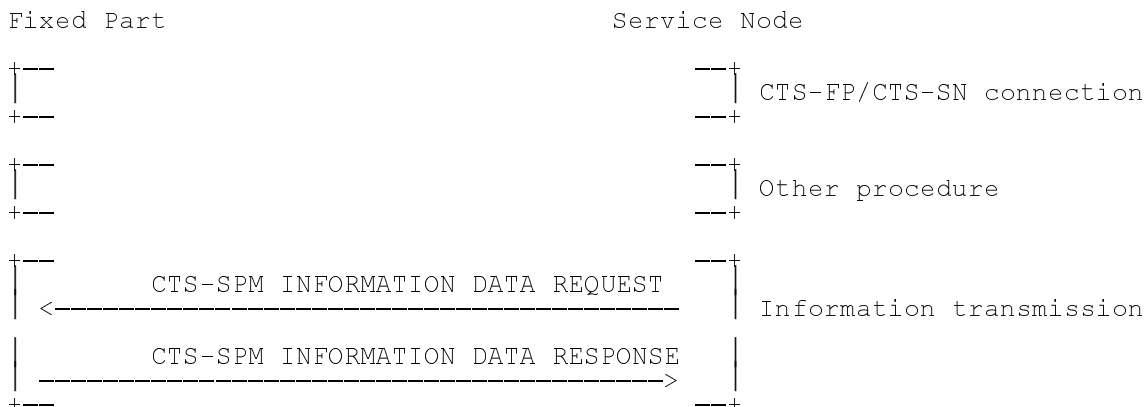 Fixed Part Service Node
CTS-FP/CTS-SN connection
Other procedure
CTS-SPM INFORMATION DATA REQUEST
Information transmission
CTS-SPM INFORMATION DATA RESPONSE